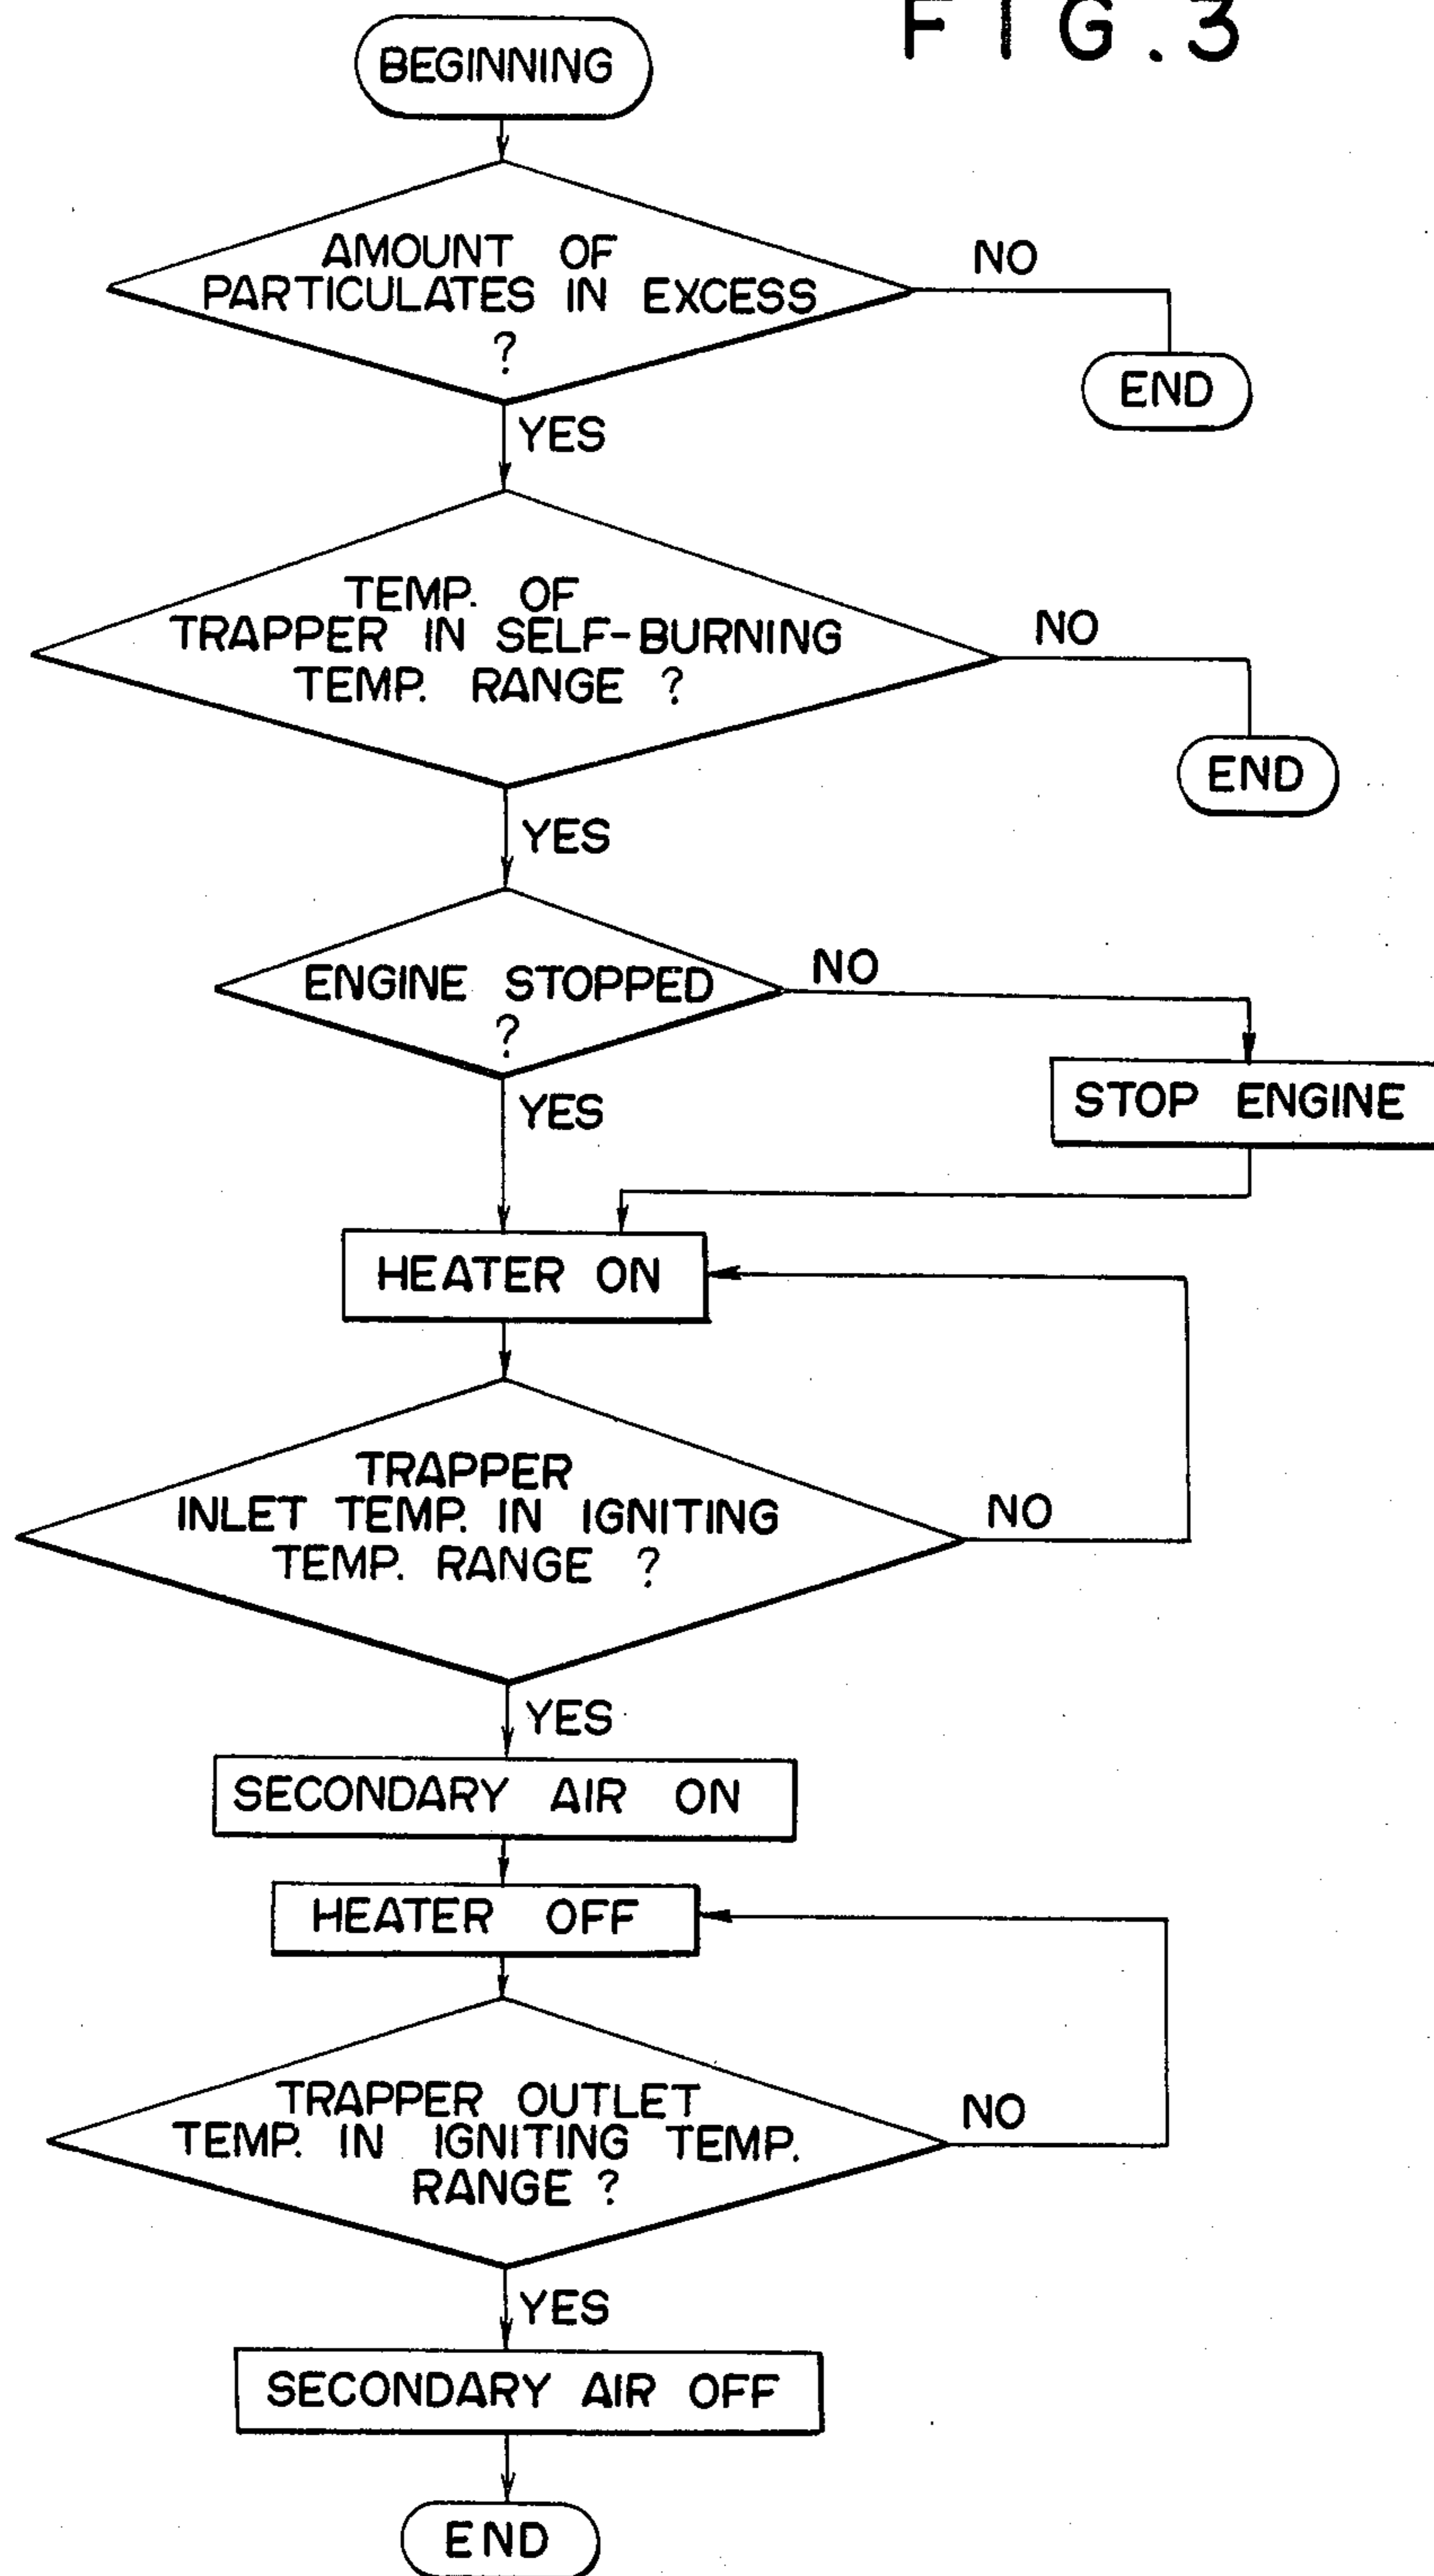 FIG.3
BEGINNING
AMOUNT OF
PARTICULATES IN EXCESS
?
NO
END
YES
TEMP. OF
TRAPPER IN SELF-BURNING
TEMP. RANGE ?
NO
END
YES
ENGINE STOPPED
?
NO
STOP ENGINE
YES
HEATER ON
TRAPPER
INLET TEMP. IN IGNITING
TEMP. RANGE ?
NO
YES
SECONDARY AIR ON
HEATER OFF
TRAPPER OUTLET
TEMP. IN IGNITING TEMP.
RANGE ?
NO
YES
SECONDARY AIR OFF
END